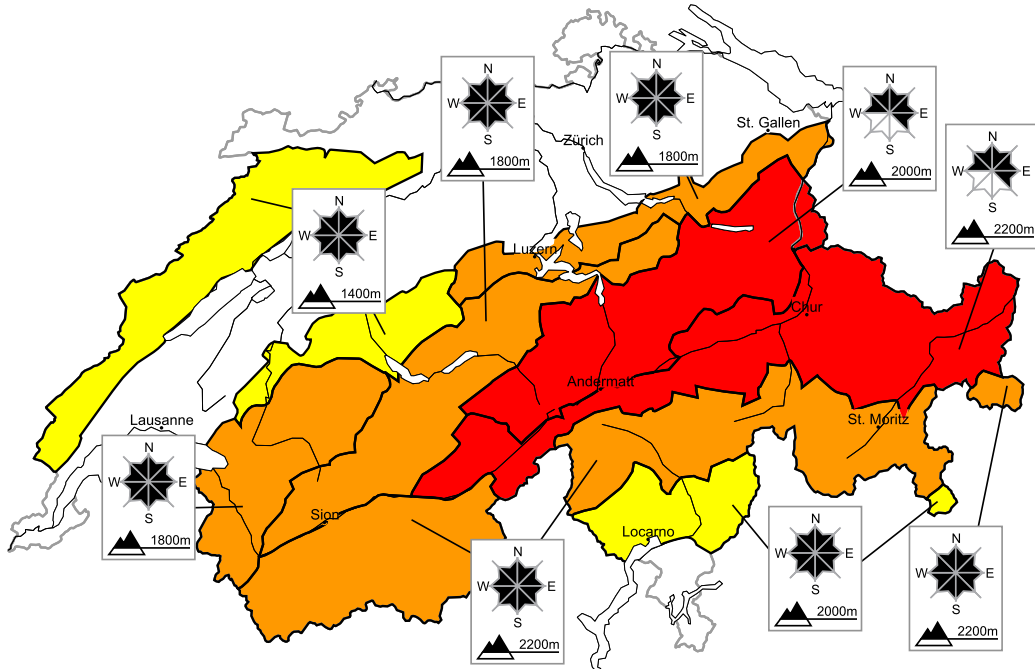 N
W E
S
1800m
N
W E
S
1800m
N
W E
S
2000m
N
W E
S
2200m
N
W E
S
1400m
St. Gallen
Zürich
Luzern
Chur
Andermatt
St. Moritz
Lausanne
Sion
Locarno
N
W E
S
1800m
N
W E
S
2200m
N
W E
S
2000m
N
W E
S
2200m